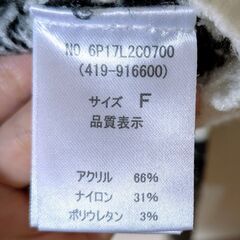 NO 6P17L2C0700
(419-916600)
サイズ F
品質表示
アクリル 66%
ナイロン 31%
ポリウレタン 3%